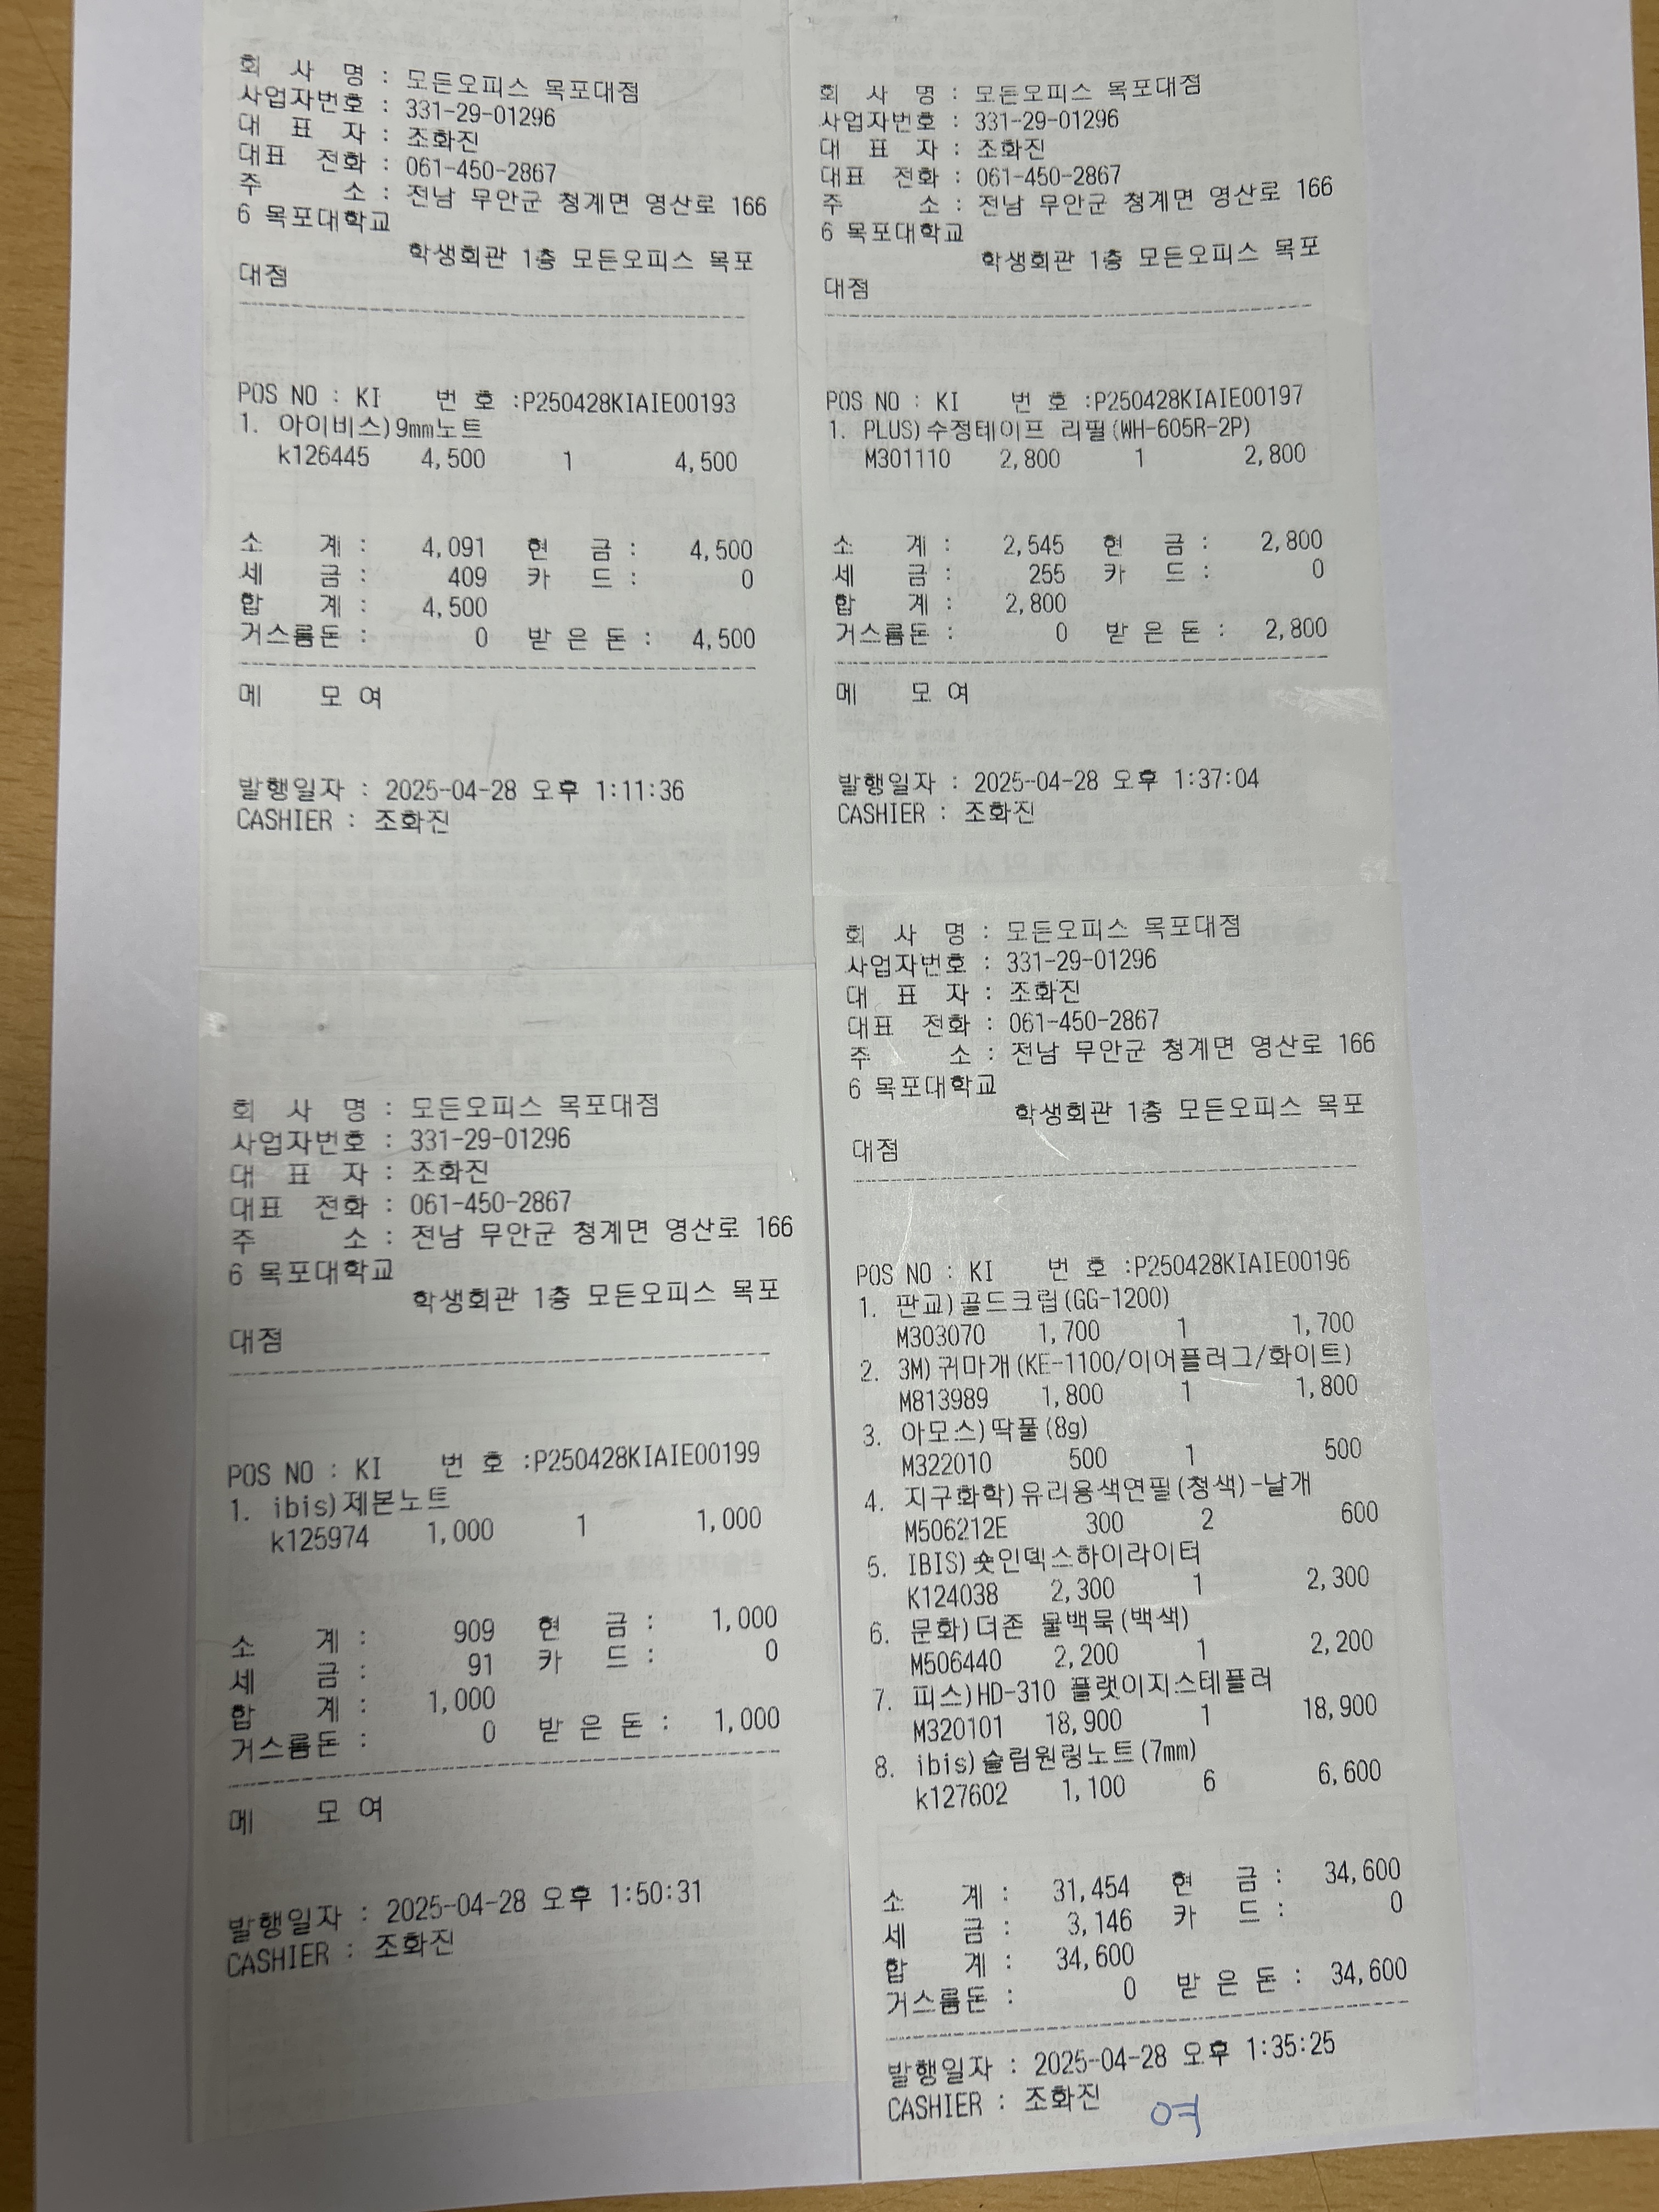 회 사 명 : 모든오피스 목포대점
사업자번호 : 331-29-01296
대 표 자 : 조화진
대표 전화 : 061-450-2867
주 소 : 전남 무안군 청계면 영산로 166
6 목포대학교
학생회관 1층 모든오피스 목포
대점
POS NO : KI 번 호 :P250428KIAIE00193
1. 아이비스)9mm노트
k126445 4,500 1 4,500
소 계 : 4,091 현 금 : 4,500
세 금 : 409 카 드 : 0
합 계 : 4,500
거스름돈 : 0 받 은 돈 : 4,500
메 모 여
발행일자 : 2025-04-28 오후 1:11:36
CASHIER : 조화진
회 사 명 : 모든오피스 목포대점
사업자번호 : 331-29-01296
대 표 자 : 조화진
대표 전화 : 061-450-2867
주 소 : 전남 무안군 청계면 영산로 166
6 목포대학교
학생회관 1층 모든오피스 목포
대점
POS NO : KI 번 호 :P250428KIAIE00197
1. PLUS)수정테이프 리필(WH-605R-2P)
M301110 2,800 1 2,800
소 계 : 2,545 현 금 : 2,800
세 금 : 255 카 드 : 0
합 계 : 2,800
거스름돈 : 0 받 은 돈 : 2,800
메 모 여
발행일자 : 2025-04-28 오후 1:37:04
CASHIER : 조화진
회 사 명 : 모든오피스 목포대점
사업자번호 : 331-29-01296
대 표 자 : 조화진
대표 전화 : 061-450-2867
주 소 : 전남 무안군 청계면 영산로 166
6 목포대학교
학생회관 1층 모든오피스 목포
대점
POS NO : KI 번 호 :P250428KIAIE00199
1. ibis)제본노트
k125974 1,000 1 1,000
소 계 : 909 현 금 : 1,000
세 금 : 91 카 드 : 0
합 계 : 1,000
거스름돈 : 0 받 은 돈 : 1,000
메 모 여
발행일자 : 2025-04-28 오후 1:50:31
CASHIER : 조화진
회 사 명 : 모든오피스 목포대점
사업자번호 : 331-29-01296
대 표 자 : 조화진
대표 전화 : 061-450-2867
주 소 : 전남 무안군 청계면 영산로 166
6 목포대학교
학생회관 1층 모든오피스 목포
대점
POS NO : KI 번 호 :P250428KIAIE00196
1. 판교)골드크립(GG-1200)
M303070 1,700 1 1,700
2. 3M)귀마개(KE-1100/이어플러그/화이트)
M813989 1,800 1 1,800
3. 아모스)딱풀(8g)
M322010 500 1 500
4. 지구화학)유리용색연필(청색)-낱개
M506212E 300 2 600
5. IBIS)숏인덱스하이라이터
K124038 2,300 1 2,300
6. 문화)더존 물백묵(백색)
M506440 2,200 1 2,200
7. 피스)HD-310 플랫이지스테플러
M320101 18,900 1 18,900
8. ibis)슬림원링노트(7mm)
k127602 1,100 6 6,600
소 계 : 31,454 현 금 : 34,600
세 금 : 3,146 카 드 : 0
합 계 : 34,600
거스름돈 : 0 받 은 돈 : 34,600
발행일자 : 2025-04-28 오후 1:35:25
CASHIER : 조화진
여